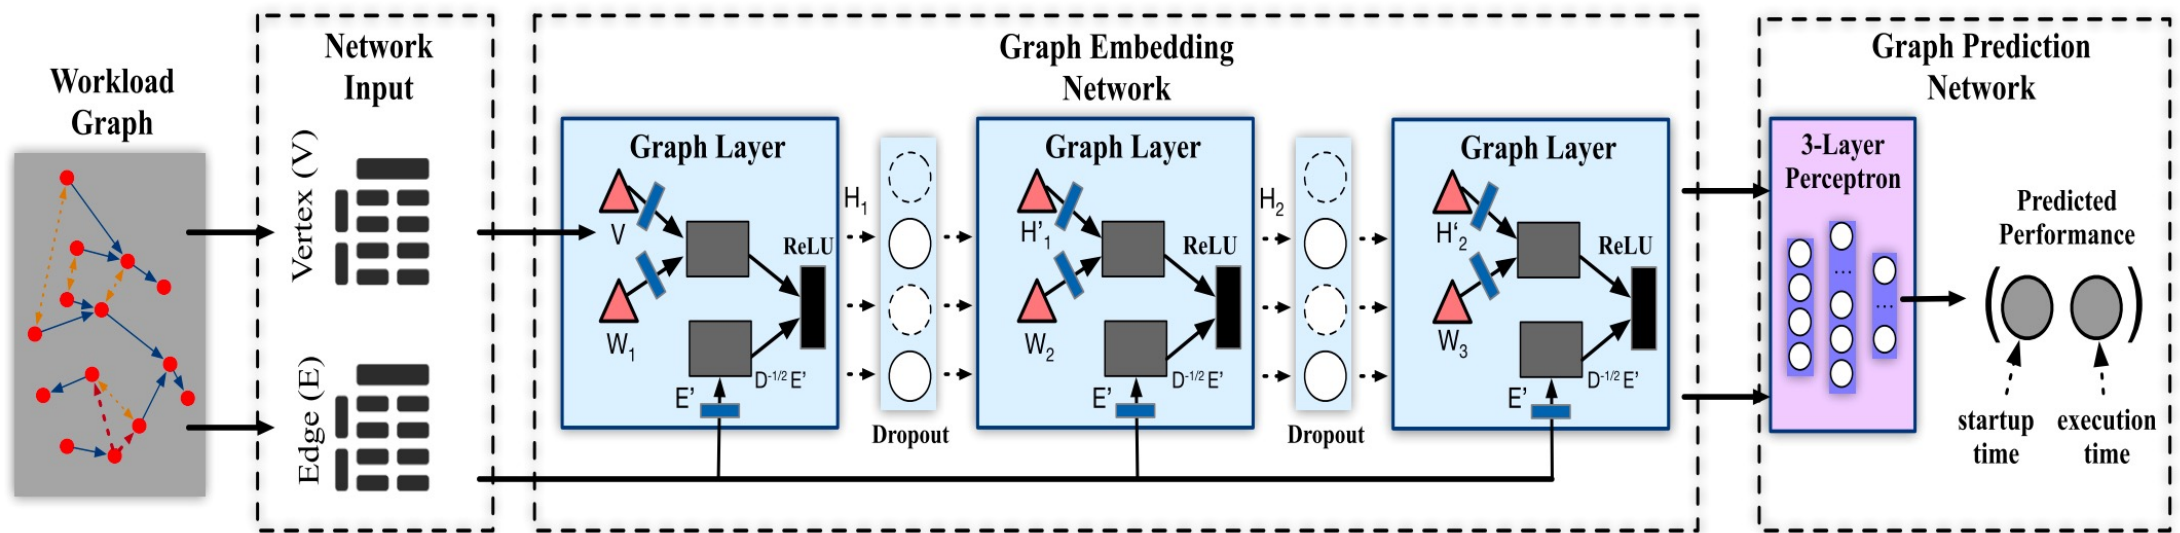 Workload
Graph
Network
Input
Vertex (V)
Edge (E)
Graph Embedding
Network
Graph Layer
V
W1
ReLU
E'
D-1/2 E'
H1
Dropout
Graph Layer
H'1
W2
ReLU
E'
D-1/2 E'
H2
Dropout
Graph Layer
H'2
W3
ReLU
E'
D-1/2 E'
Graph Prediction
Network
3-Layer
Perceptron
...
...
Predicted
Performance
( )
startup
time
execution
time